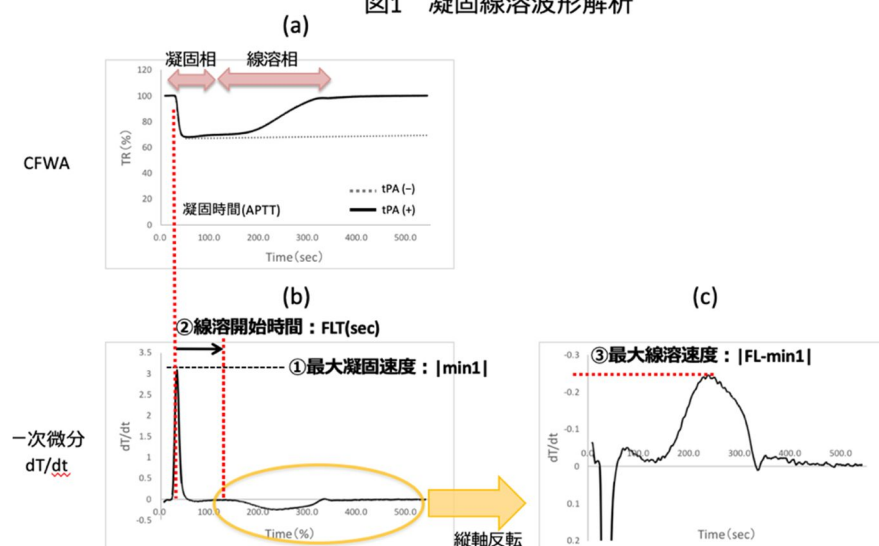 図1 凝固線溶波形解析
(a)
凝固相 線溶相
CFWA
TR(%)
120
100
80
60
40
20
0
tPA (−)
tPA (+)
凝固時間(APTT)
0.0 100.0 200.0 300.0 400.0 500.0
Time(sec)
(b)
②線溶開始時間：FLT(sec)
①最大凝固速度：|min1|
一次微分
dT/dt
dT/dt
3.5
3
2.5
2
1.5
1
0.5
0
-0.5
0.0 100.0 200.0 300.0 400.0 500.0
Time(%)
縦軸反転
(c)
③最大線溶速度：|FL-min1|
dT/dt
-0.3
-0.2
-0.1
0
0.1
0.2
0.0 100.0 200.0 300.0 400.0 500.0
Time(sec)